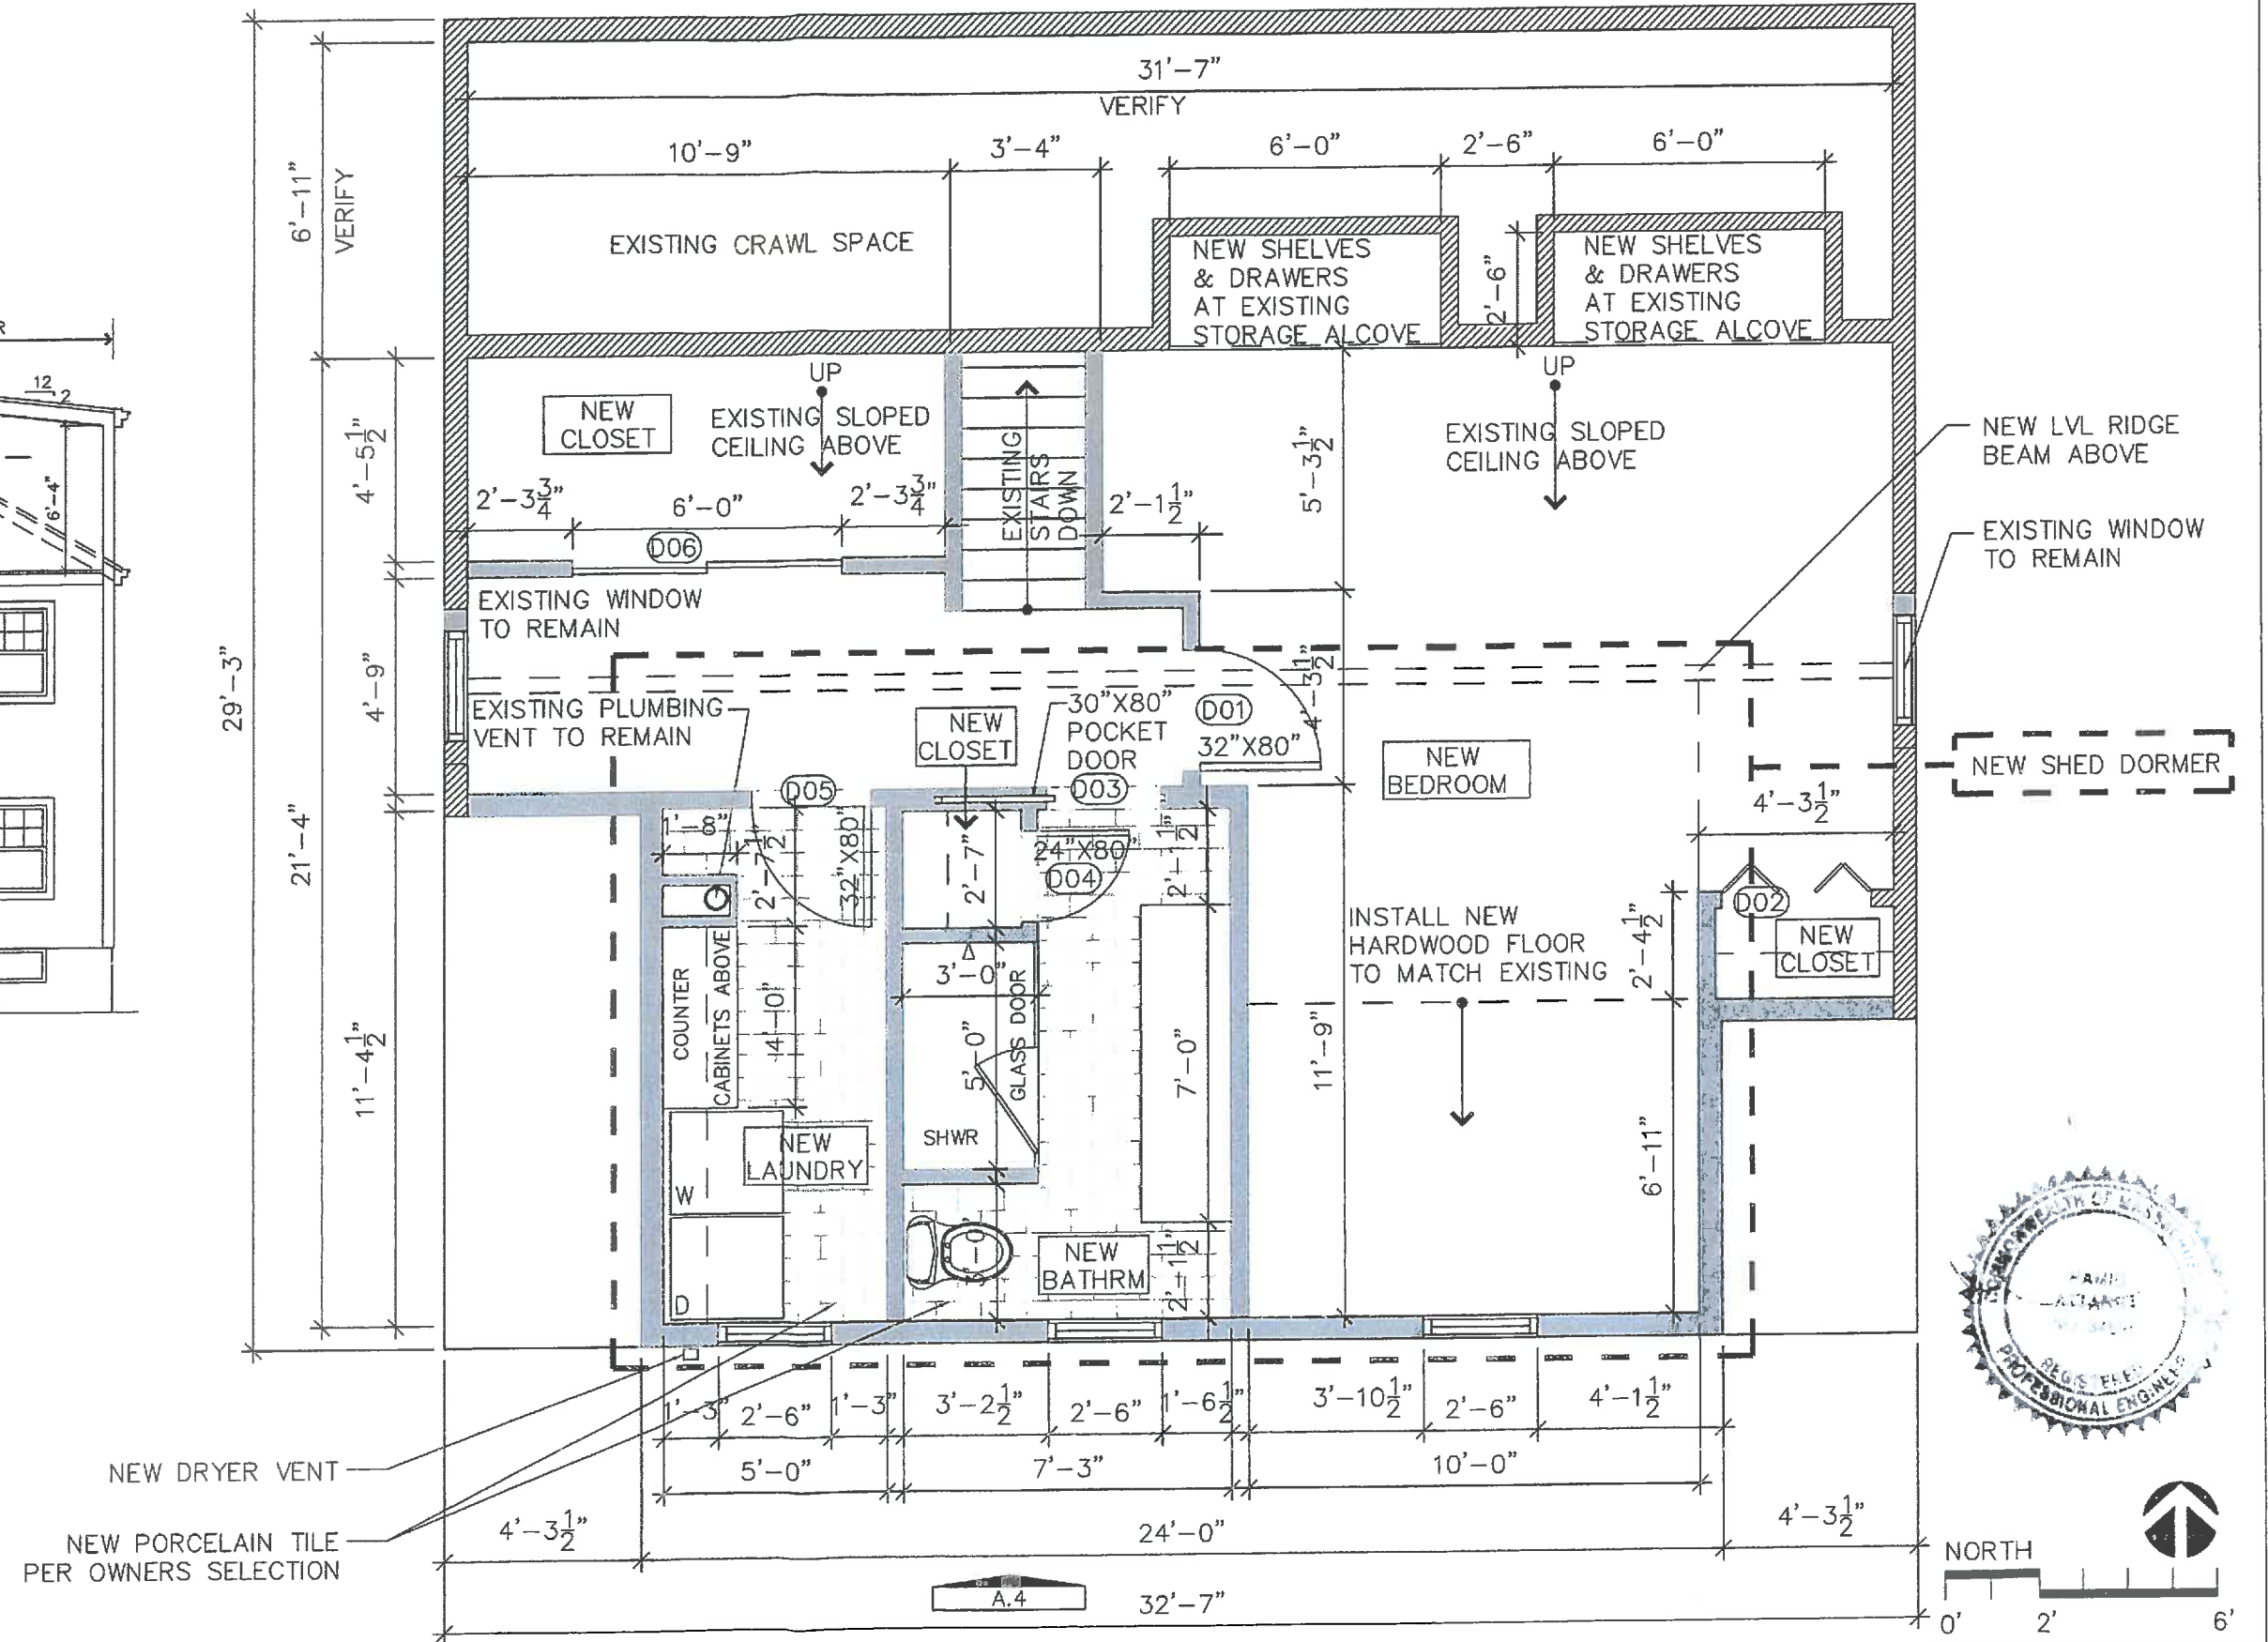 31'-7"
VERIFY
10'-9"
3'-4"
6'-0"
2'-6"
6'-0"
6'-11"
VERIFY
EXISTING CRAWL SPACE
NEW SHELVES
& DRAWERS
AT EXISTING
STORAGE ALCOVE
2'-6"
NEW SHELVES
& DRAWERS
AT EXISTING
STORAGE ALCOVE
R
12
2
6'-4"
UP
UP
NEW
CLOSET
EXISTING SLOPED
CEILING ABOVE
EXISTING
STAIRS
DOWN
EXISTING SLOPED
CEILING ABOVE
NEW LVL RIDGE
BEAM ABOVE
4'-5 1/2"
5'-3 1/2"
2'-3 3/4"
6'-0"
2'-3 3/4"
2'-1 1/2"
D06
EXISTING WINDOW
TO REMAIN
EXISTING WINDOW
TO REMAIN
29'-3"
21'-4"
4'-9"
4'-3 1/2"
EXISTING PLUMBING
VENT TO REMAIN
NEW
CLOSET
30"X80"
POCKET
DOOR
D03
D01
32"X80"
NEW
BEDROOM
NEW SHED DORMER
4'-3 1/2"
D05
1'-8"
2'-7 1/2"
32"X80"
2'-7"
24"X80"
D04
2'-1 1/2"
D02
NEW
CLOSET
2'-4 1/2"
INSTALL NEW
HARDWOOD FLOOR
TO MATCH EXISTING
COUNTER
CABINETS ABOVE
4'-0"
3'-0"
5'-0"
GLASS DOOR
7'-0"
11'-9"
11'-4 1/2"
6'-11"
SHWR
NEW
LAUNDRY
W
D
NEW
BATHRM
2'-1 1/2"
1'-3"
2'-6"
1'-3"
3'-2 1/2"
2'-6"
1'-6 1/2"
3'-10 1/2"
2'-6"
4'-1 1/2"
NEW DRYER VENT
5'-0"
7'-3"
10'-0"
NEW PORCELAIN TILE
PER OWNERS SELECTION
4'-3 1/2"
24'-0"
4'-3 1/2"
A.4
32'-7"
REGISTERED
PROFESSIONAL ENGINEER
NORTH
0'
2'
6'